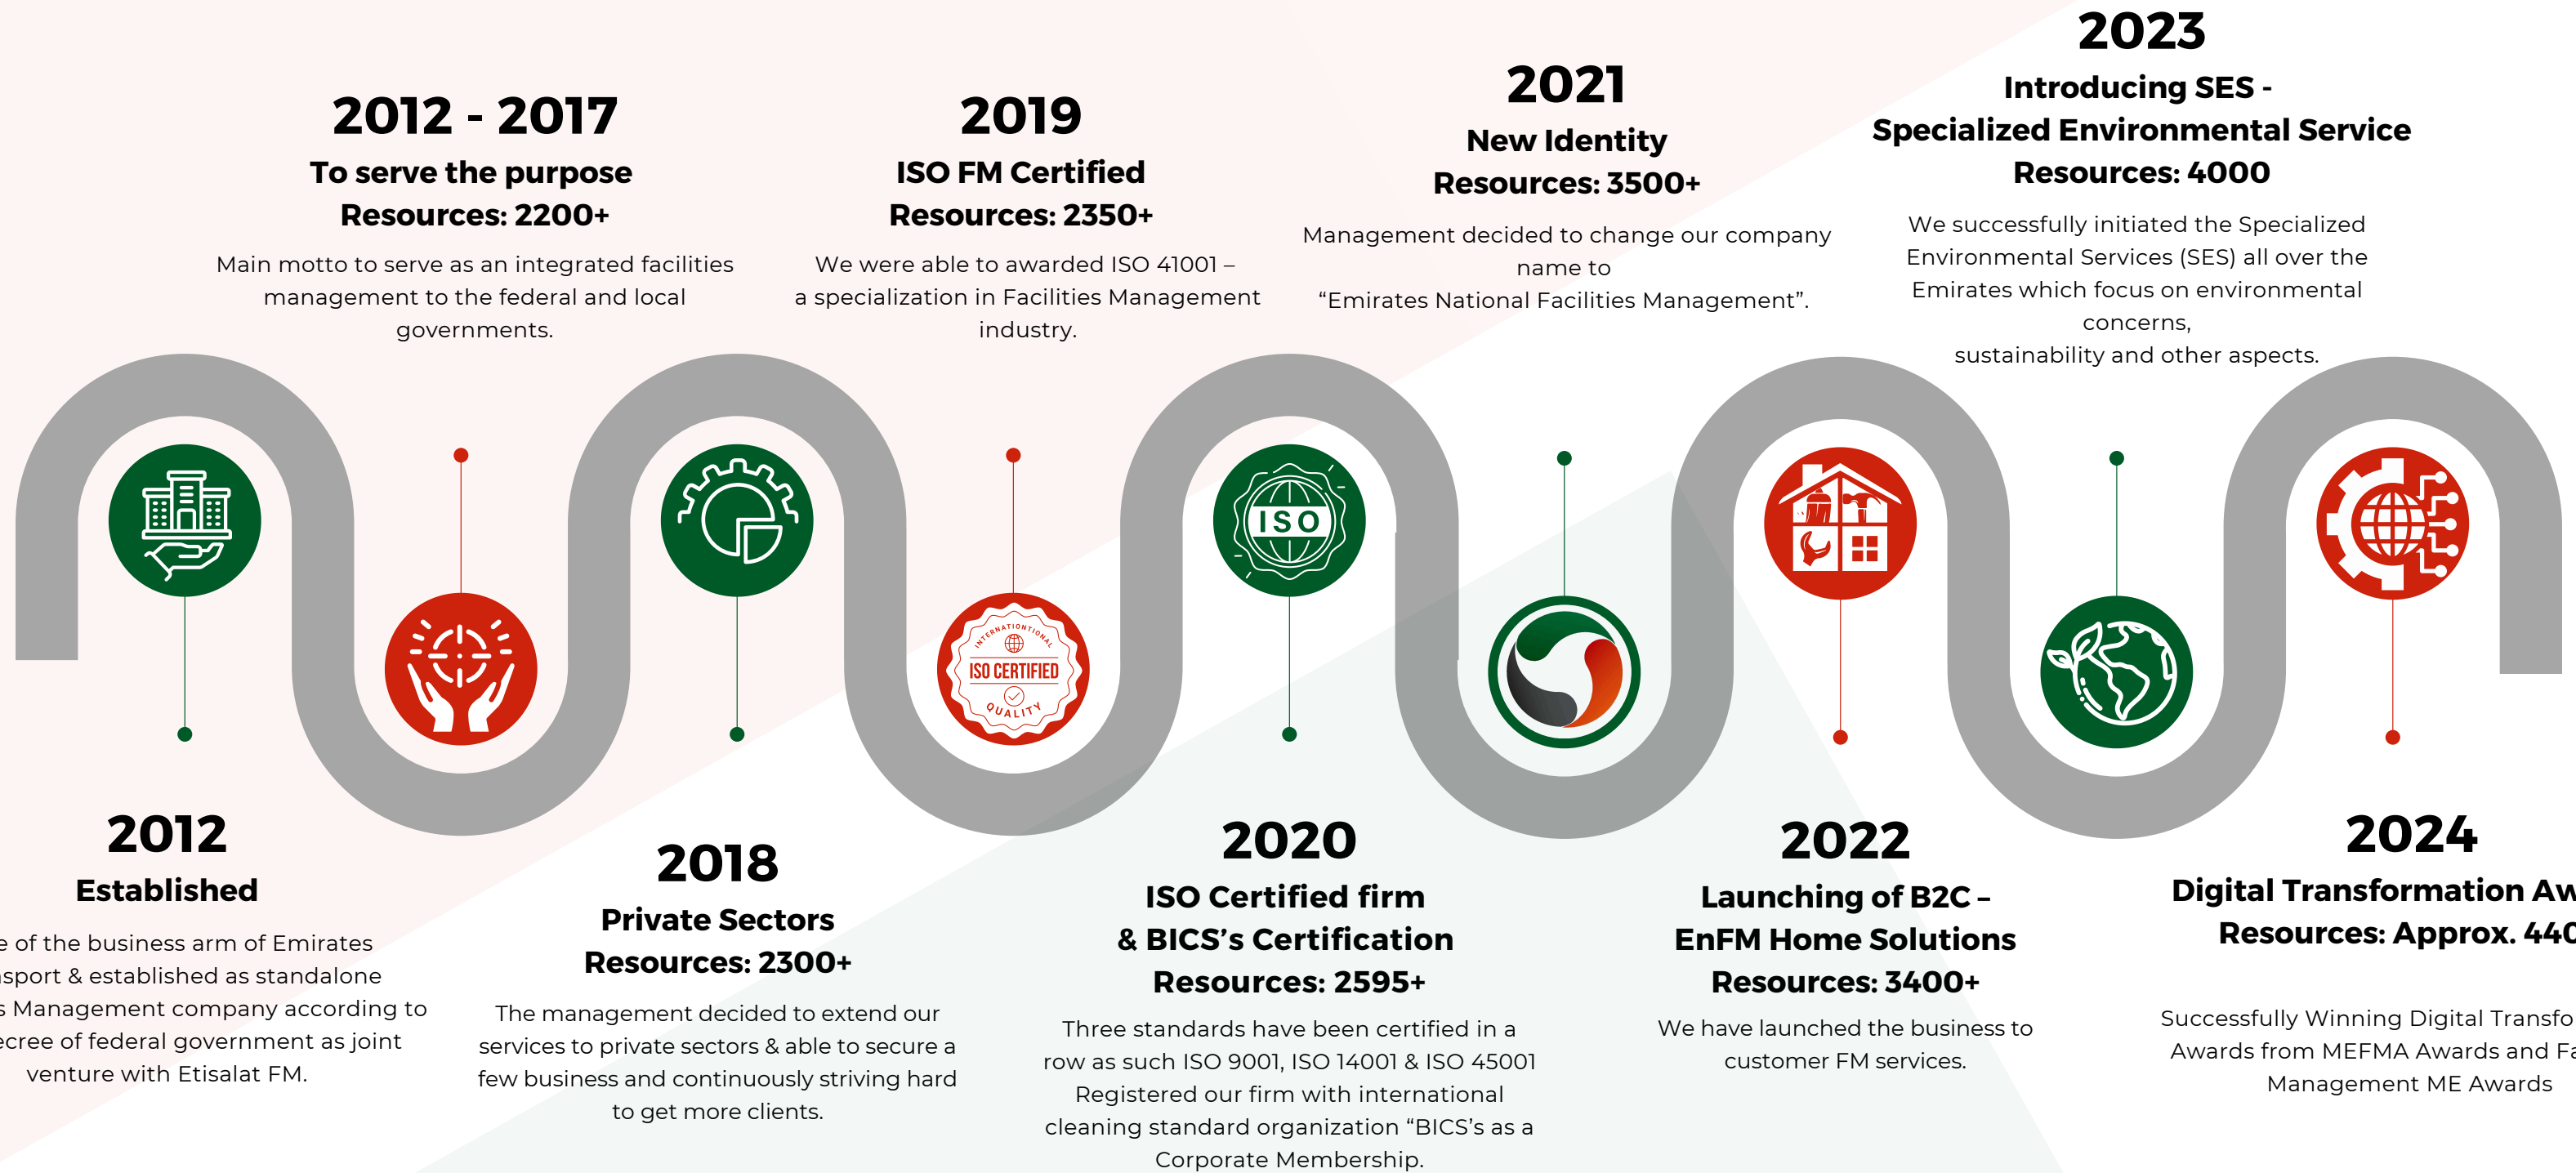 2012 - 2017
To serve the purpose
Resources: 2200+
Main motto to serve as an integrated facilities
management to the federal and local
governments.
2019
ISO FM Certified
Resources: 2350+
We were able to awarded ISO 41001 –
a specialization in Facilities Management
industry.
2021
New Identity
Resources: 3500+
Management decided to change our company
name to
“Emirates National Facilities Management”.
2023
Introducing SES -
Specialized Environmental Service
Resources: 4000
We successfully initiated the Specialized
Environmental Services (SES) all over the
Emirates which focus on environmental
concerns,
sustainability and other aspects.
INTERNATIONTIONAL
ISO CERTIFIED
QUALITY
ISO
2012
Established
of the business arm of Emirates
& established as standalone
Management company according to
of federal government as joint
venture with Etisalat FM.
2018
Private Sectors
Resources: 2300+
The management decided to extend our
services to private sectors & able to secure a
few business and continuously striving hard
to get more clients.
2020
ISO Certified firm
& BICS’s Certification
Resources: 2595+
Three standards have been certified in a
row as such ISO 9001, ISO 14001 & ISO 45001
Registered our firm with international
cleaning standard organization “BICS’s as a
Corporate Membership.
2022
Launching of B2C –
EnFM Home Solutions
Resources: 3400+
We have launched the business to
customer FM services.
2024
Digital Transformation
Resources: Approx.
Successfully Winning Digital
Awards from MEFMA Awards and
Management ME Awards